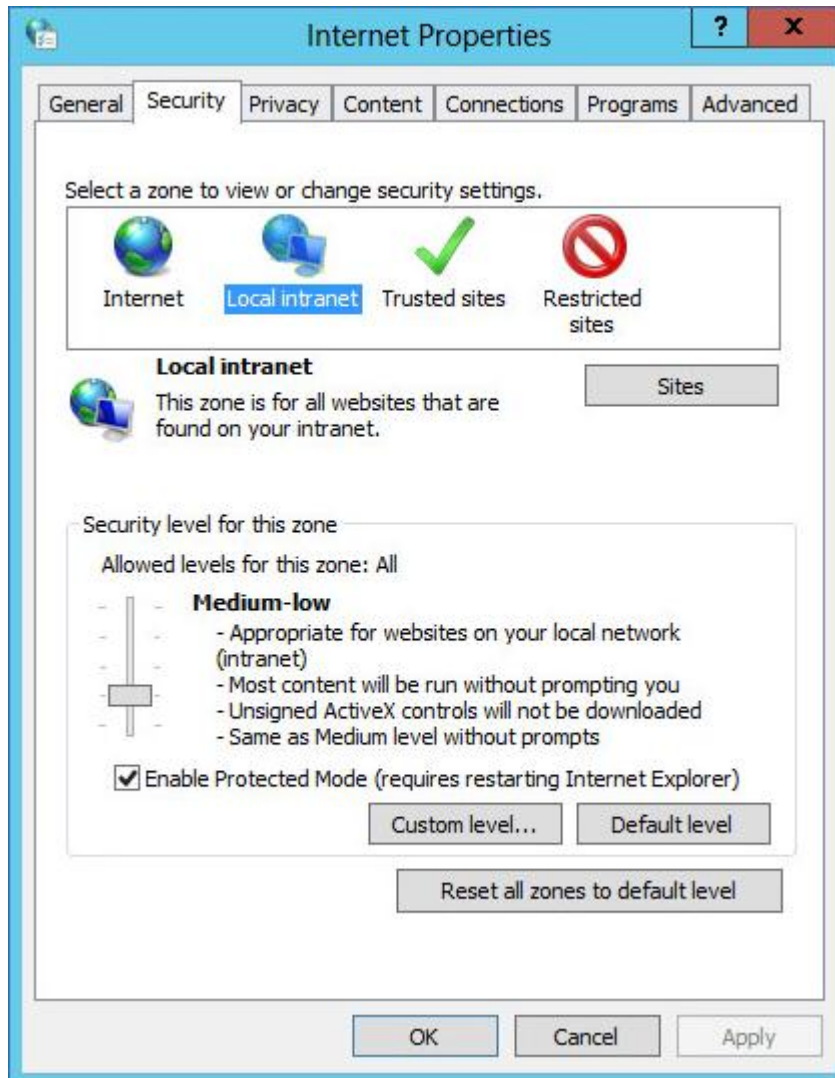 Internet Properties
? x
General Security Privacy Content Connections Programs Advanced
Select a zone to view or change security settings.
Internet Local intranet Trusted sites Restricted
sites
Local intranet
Sites
This zone is for all websites that are
found on your intranet.
Security level for this zone
Allowed levels for this zone: All
Medium-low
- Appropriate for websites on your local network
(intranet)
- Most content will be run without prompting you
- Unsigned ActiveX controls will not be downloaded
- Same as Medium level without prompts
Enable Protected Mode (requires restarting Internet Explorer)
Custom level... Default level
Reset all zones to default level
OK Cancel Apply